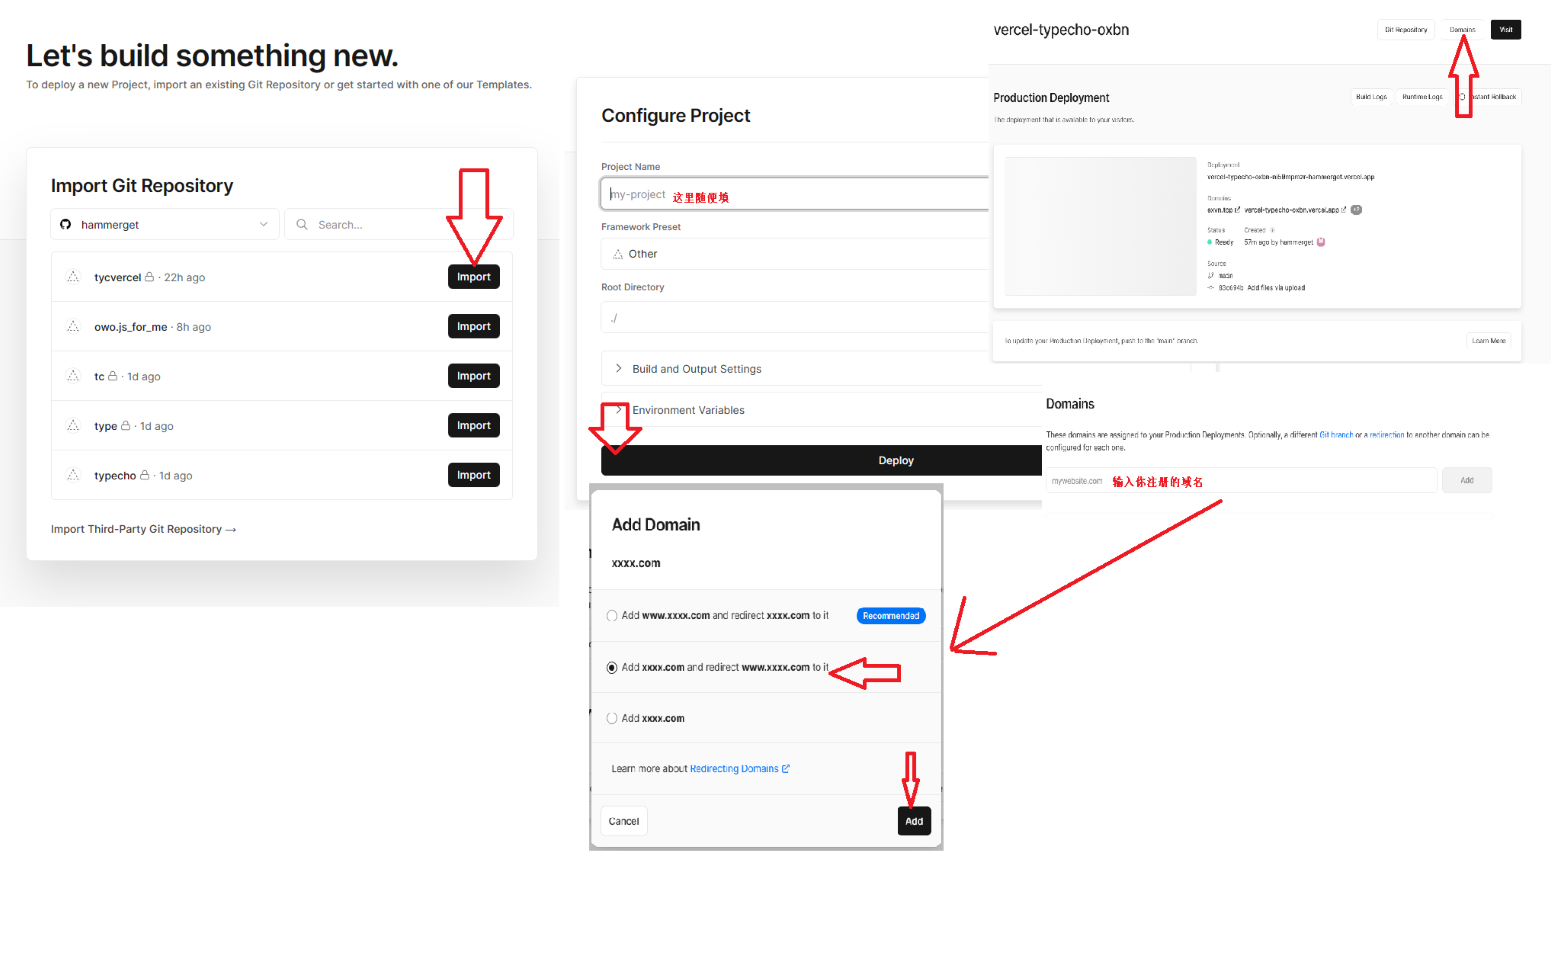 Let's build something new.
To deploy a new Project, import an existing Git Repository or get started with one of our Templates.
Import Git Repository
hammerget
Search...
tycvercel · 22h ago
Import
owo.js_for_me · 8h ago
Import
tc · 1d ago
Import
type · 1d ago
Import
typecho · 1d ago
Import
Import Third-Party Git Repository →
Configure Project
Project Name
my-project 这里随便填
Framework Preset
Other
Root Directory
./
Build and Output Settings
Environment Variables
Deploy
vercel-typecho-oxbn
Git Repository
Domains
Visit
Production Deployment
Build Logs
Runtime Logs
Instant Rollback
The deployment that is available to your visitors.
Deployment
Domains
exvn.top vercel-typecho-oxbn.vercel.app
Status Created
Ready 57m ago by hammerget
Source
main
83c694b Add files via upload
To update your Production Deployment, push to the "main" branch.
Learn More
Domains
These domains are assigned to your Production Deployments. Optionally, a different Git branch or a redirection to another domain can be
configured for each one.
mywebsite.com 输入你注册的域名
Add
Add Domain
xxxx.com
Add www.xxxx.com and redirect xxxx.com to it
Recommended
Add xxxx.com and redirect www.xxxx.com to it
Add xxxx.com
Learn more about Redirecting Domains
Cancel
Add